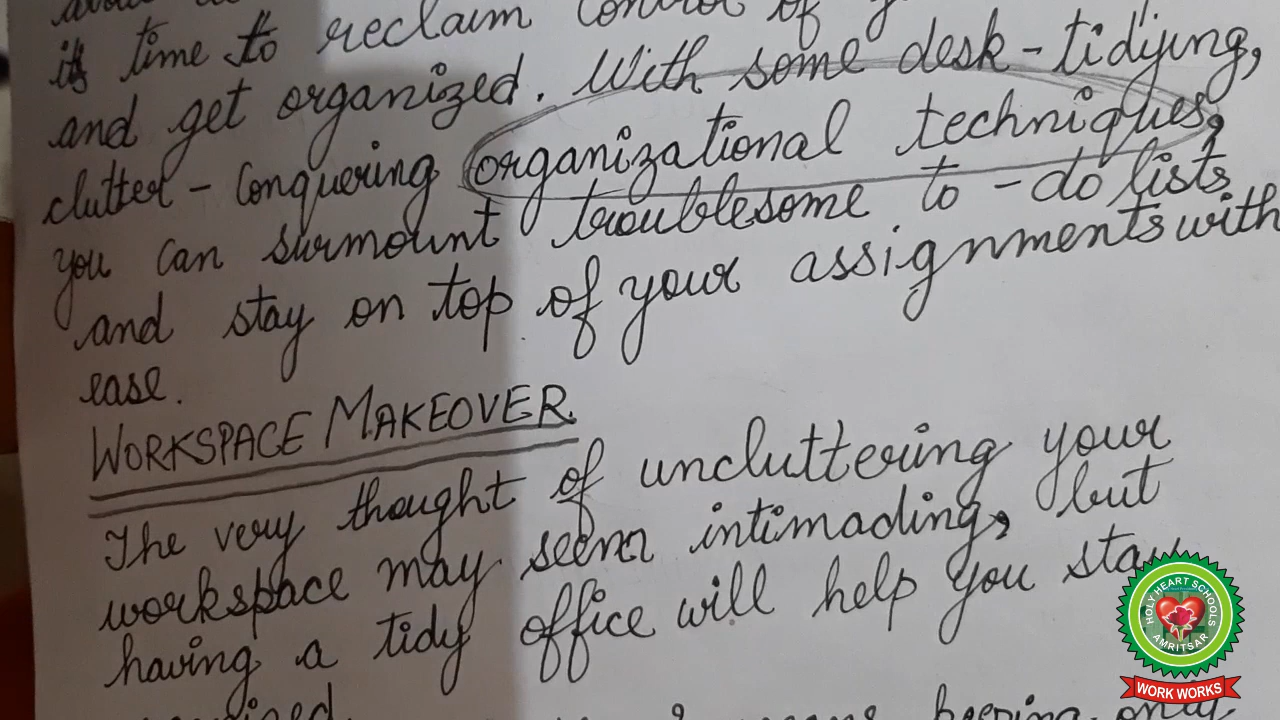 it's time to reclaim control of
and get organized. With some desk-tidying,
clutter-conquering organizational techniques,
you can surmount troublesome to-do lists
and stay on top of your assignments with
ease.
WORKSPACE MAKEOVER
The very thought of uncluttering your
workspace may seem intimading, but
having a tidy office will help you stay
keeping only
HOLY HEART SCHOOLS
AMRITSAR
WORK WORKS